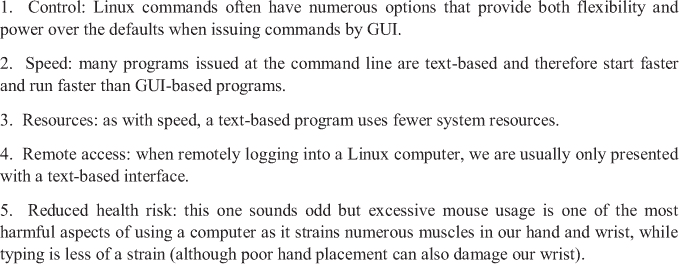 1. Control: Linux commands often have numerous options that provide both flexibility and
power over the defaults when issuing commands by GUI.
2. Speed: many programs issued at the command line are text-based and therefore start faster
and run faster than GUI-based programs.
3. Resources: as with speed, a text-based program uses fewer system resources.
4. Remote access: when remotely logging into a Linux computer, we are usually only presented
with a text-based interface.
5. Reduced health risk: this one sounds odd but excessive mouse usage is one of the most
harmful aspects of using a computer as it strains numerous muscles in our hand and wrist, while
typing is less of a strain (although poor hand placement can also damage our wrist).